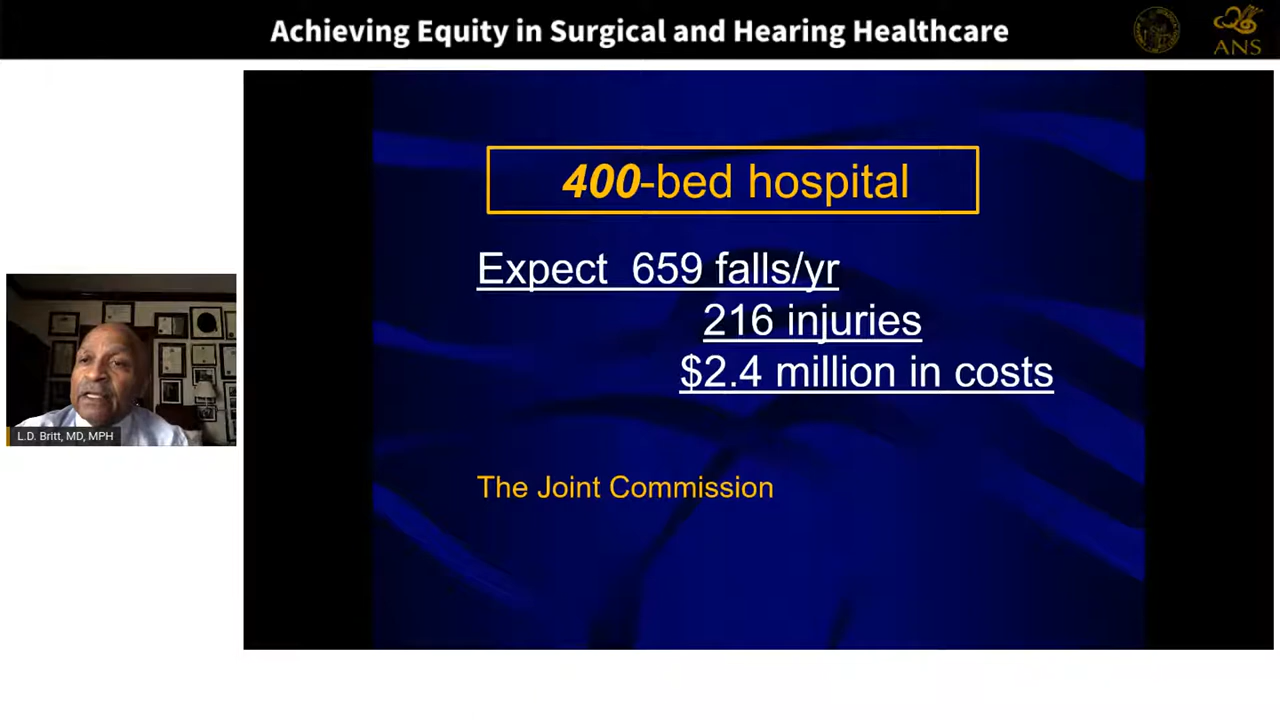 Achieving Equity in Surgical and Hearing Healthcare
ANS
400-bed hospital
Expect 659 falls/yr
216 injuries
$2.4 million in costs
The Joint Commission
L.D. Britt, MD, MPH